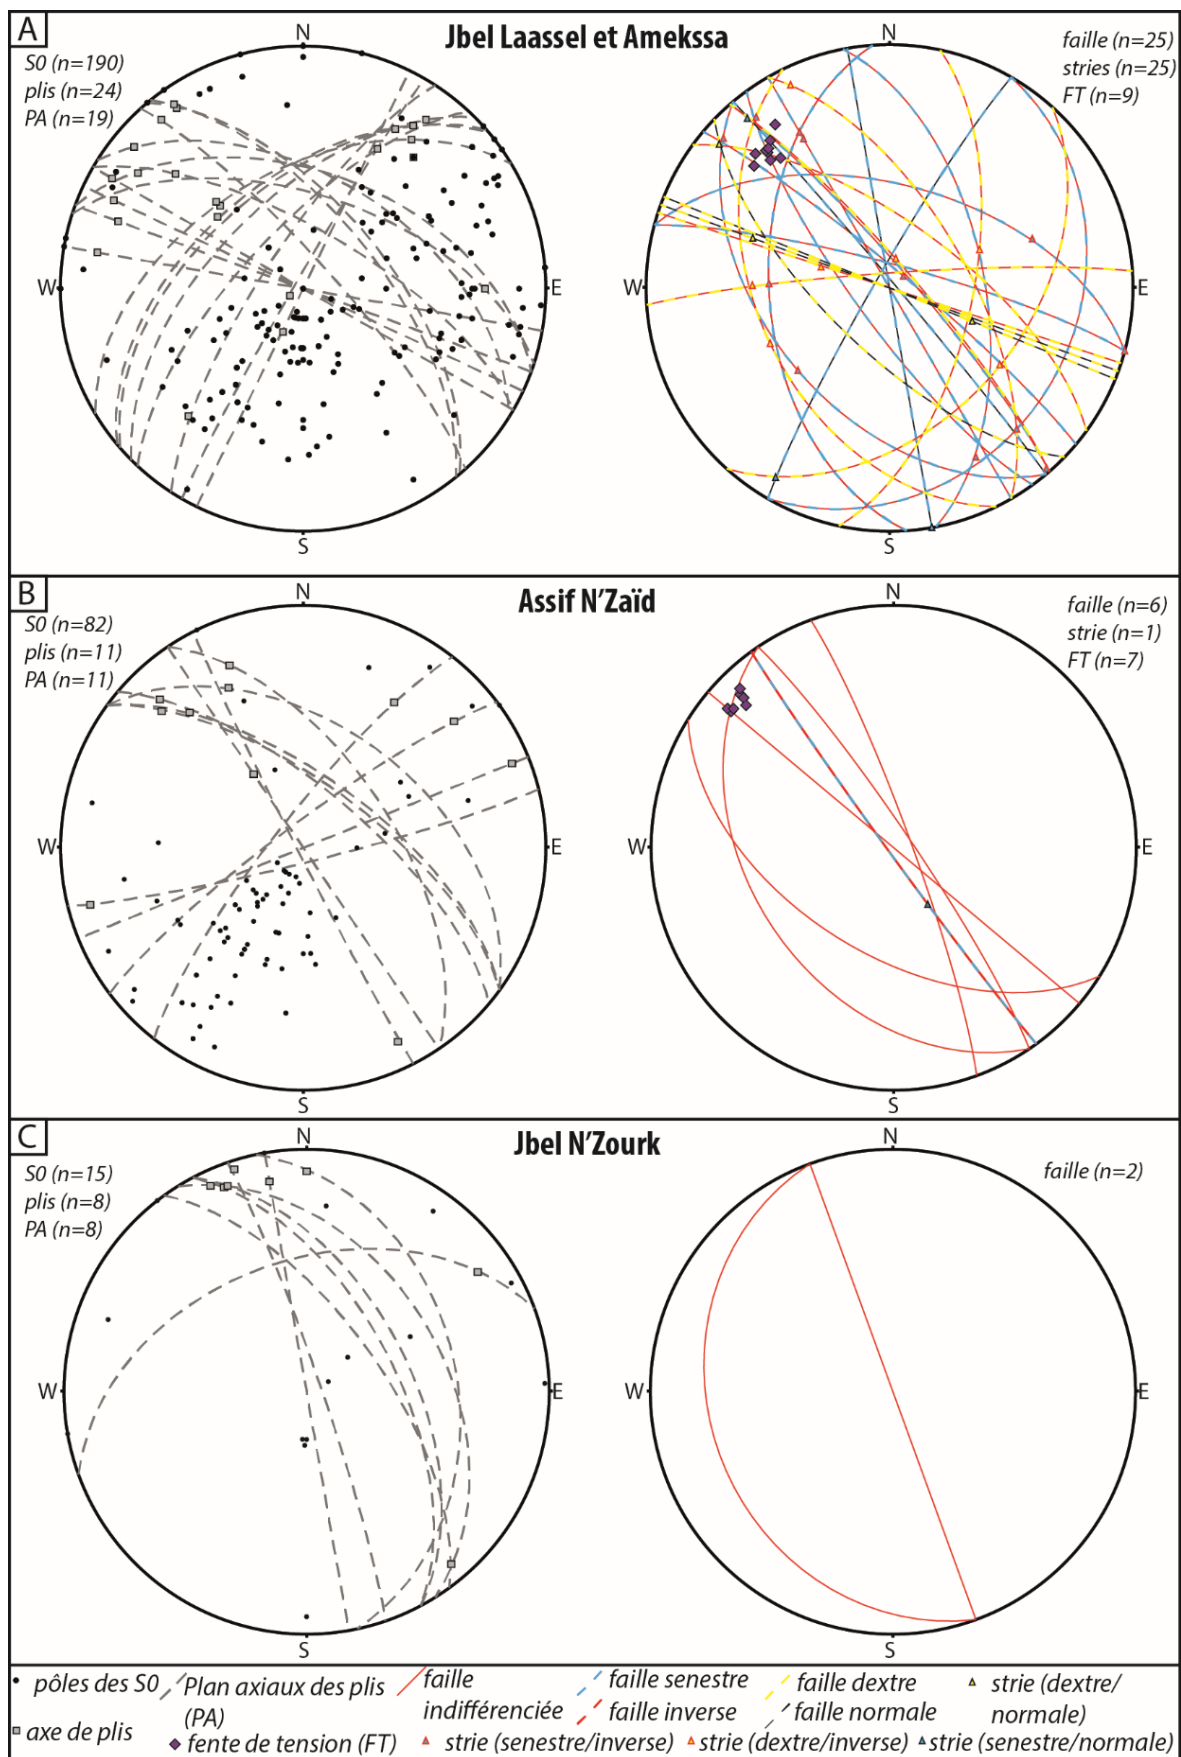 A
Jbel Laassel et Amekssa
S0 (n=190)
plis (n=24)
PA (n=19)
faille (n=25)
stries (n=25)
FT (n=9)
N
W
E
S
N
W
E
S
B
Assif N'Zaïd
S0 (n=82)
plis (n=11)
PA (n=11)
faille (n=6)
strie (n=1)
FT (n=7)
N
W
E
S
N
W
E
S
C
Jbel N'Zourk
S0 (n=15)
plis (n=8)
PA (n=8)
faille (n=2)
N
W
E
S
N
W
E
S
pôles des S0
axe de plis
Plan axiaux des plis
(PA)
fente de tension (FT)
faille
indifférenciée
faille senestre
faille inverse
faille dextre
faille normale
strie (dextre/
normale)
strie (senestre/inverse)
strie (dextre/inverse)
strie (senestre/normale)